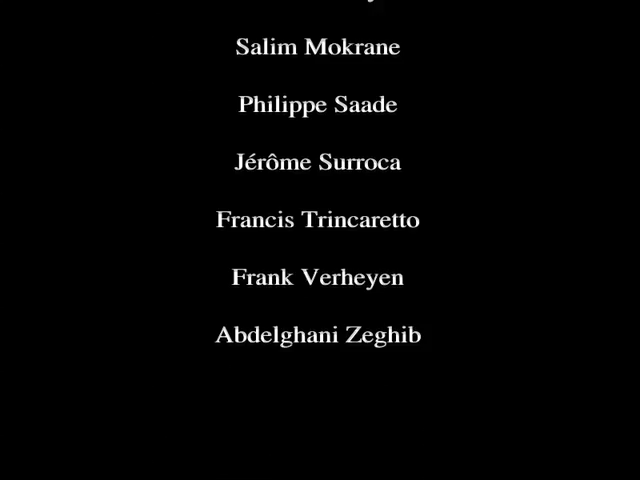 Salim Mokrane
Philippe Saade
Jérôme Surroca
Francis Trincaretto
Frank Verheyen
Abdelghani Zeghib